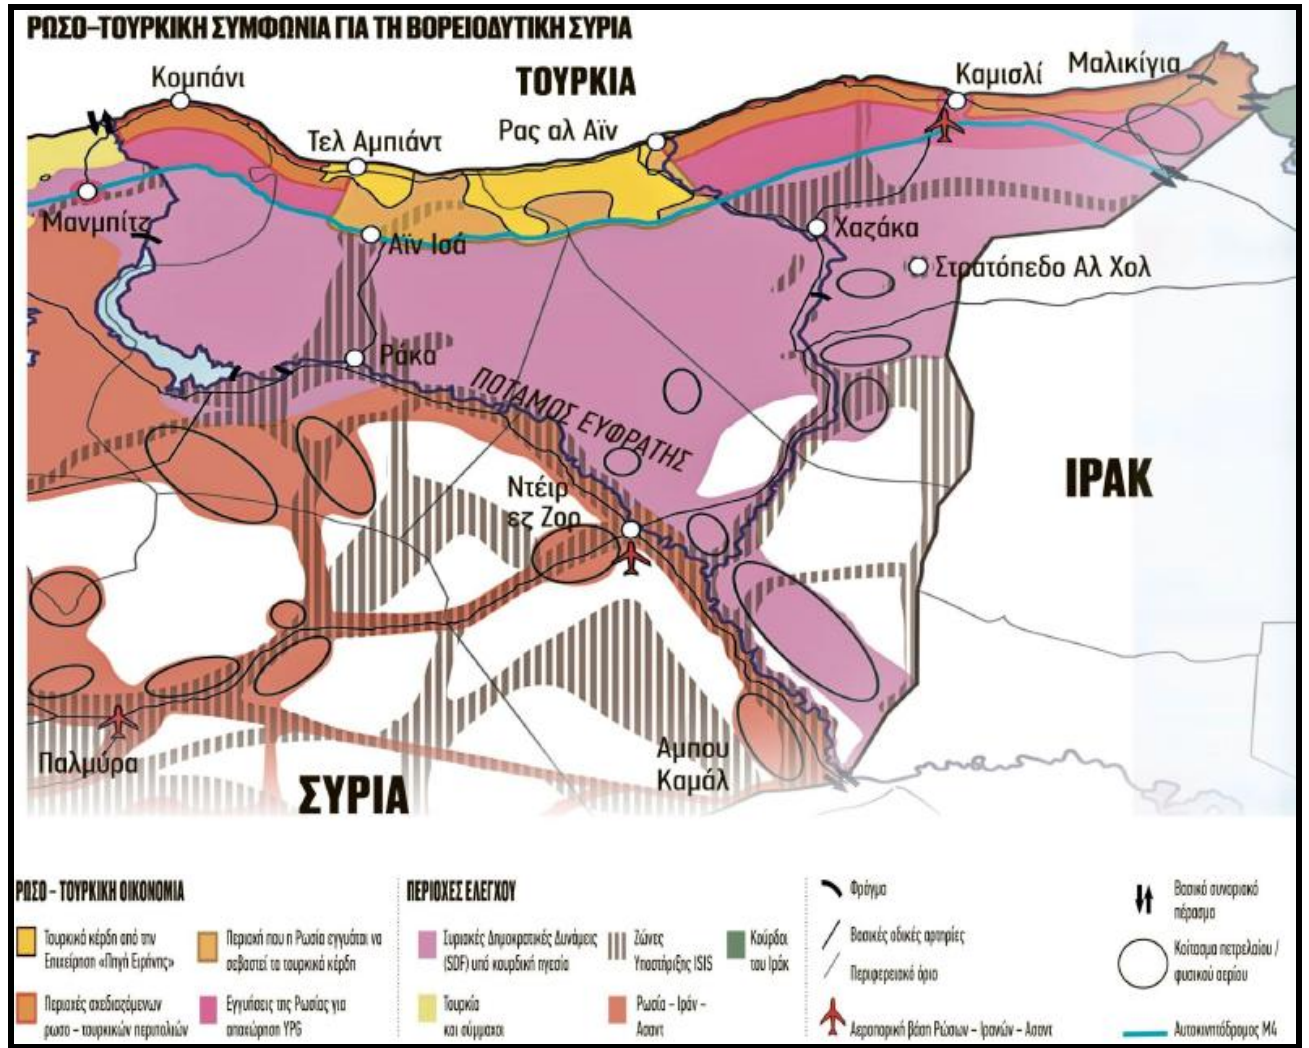 ΡΩΣΟ–ΤΟΥΡΚΙΚΗ ΣΥΜΦΩΝΙΑ ΓΙΑ ΤΗ ΒΟΡΕΙΟΔΥΤΙΚΗ ΣΥΡΙΑ
Κομπάνι
ΤΟΥΡΚΙΑ
Καμισλί
Μαλικίγια
Τελ Αμπιάντ
Ρας αλ Αϊν
Μανμπίτζ
Αϊν Ισά
Χαζάκα
Στρατόπεδο Αλ Χολ
Ράκα
ΠΟΤΑΜΟΣ ΕΥΦΡΑΤΗΣ
ΙΡΑΚ
Ντέιρ
εζ Ζορ
Παλμύρα
Αμπου
Καμάλ
ΣΥΡΙΑ
ΡΩΣΟ – ΤΟΥΡΚΙΚΗ ΟΙΚΟΝΟΜΙΑ
Τουρκικά κέρδη από την
Επιχείρηση «Πηγή Ειρήνης»
Περιοχή που η Ρωσία εγγυάται να
σεβαστεί τα τουρκικά κέρδη
Περιοχές σχεδιαζόμενων
ρωσο – τουρκικών περιπολιών
Εγγυήσεις της Ρωσίας για
αποχώρηση YPG
ΠΕΡΙΟΧΕΣ ΕΛΕΓΧΟΥ
Συριακές Δημοκρατικές Δυνάμεις
(SDF) υπό κουρδική ηγεσία
Ζώνες
Υποστήριξης ISIS
Κούρδοι
του Ιράκ
Τουρκία
και σύμμαχοι
Ρωσία – Ιράν –
Ασαντ
Φράγμα
Βασικές οδικές αρτηρίες
Περιφερειακό όριο
Αεροπορική βάση Ρώσων – Ιρανών – Ασαντ
Βασικό συνοριακό
πέρασμα
Κοίτασμα πετρελαίου /
φυσικού αερίου
Αυτοκινητόδρομος M4